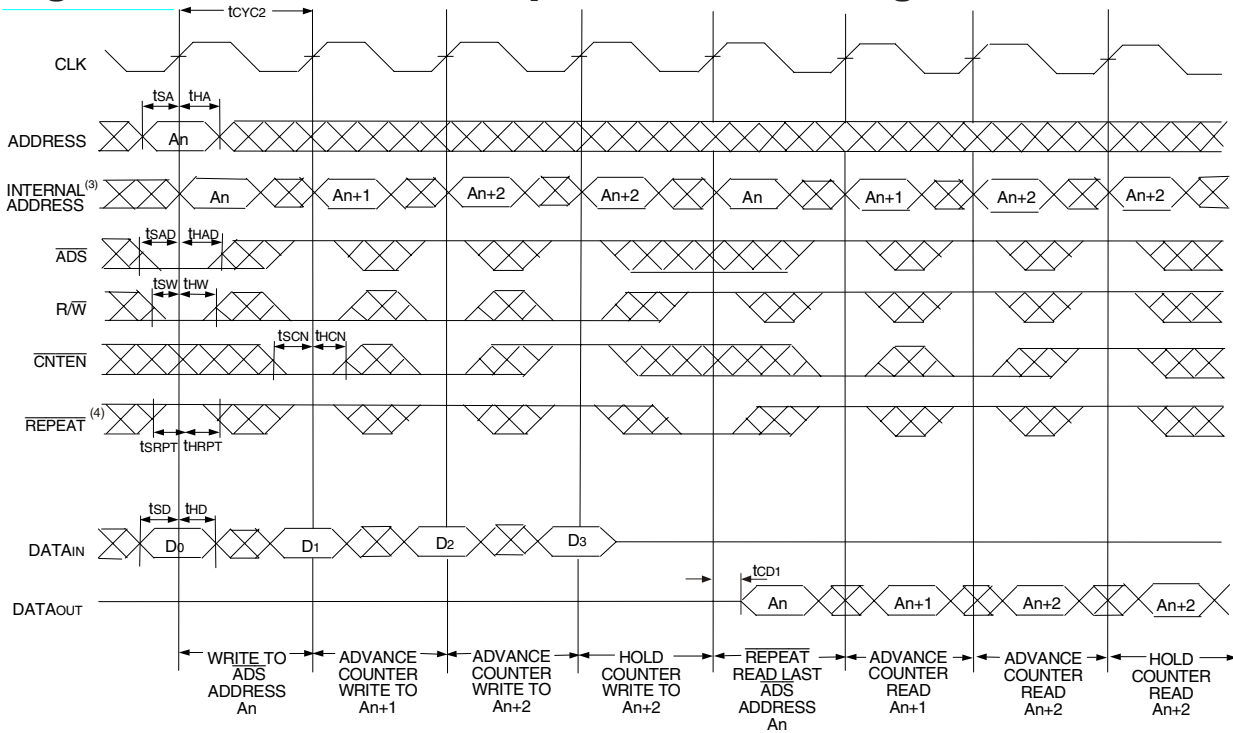 tCYC2
CLK
tSA tHA
ADDRESS An
INTERNAL(3)
ADDRESS
An An+1 An+2 An+2 An An+1 An+2 An+2
tSAD tHAD
ADS
tSW tHW
R/W
tSCN tHCN
CNTEN
REPEAT (4)
tSRPT tHRPT
tSD tHD
DATAIN D0 D1 D2 D3
tCD1
DATAOUT An An+1 An+2 An+2
WRITE TO
ADS
ADDRESS
An
ADVANCE
COUNTER
WRITE TO
An+1
ADVANCE
COUNTER
WRITE TO
An+2
HOLD
COUNTER
WRITE TO
An+2
REPEAT
READ LAST
ADS
ADDRESS
An
ADVANCE
COUNTER
READ
An+1
ADVANCE
COUNTER
READ
An+2
HOLD
COUNTER
READ
An+2